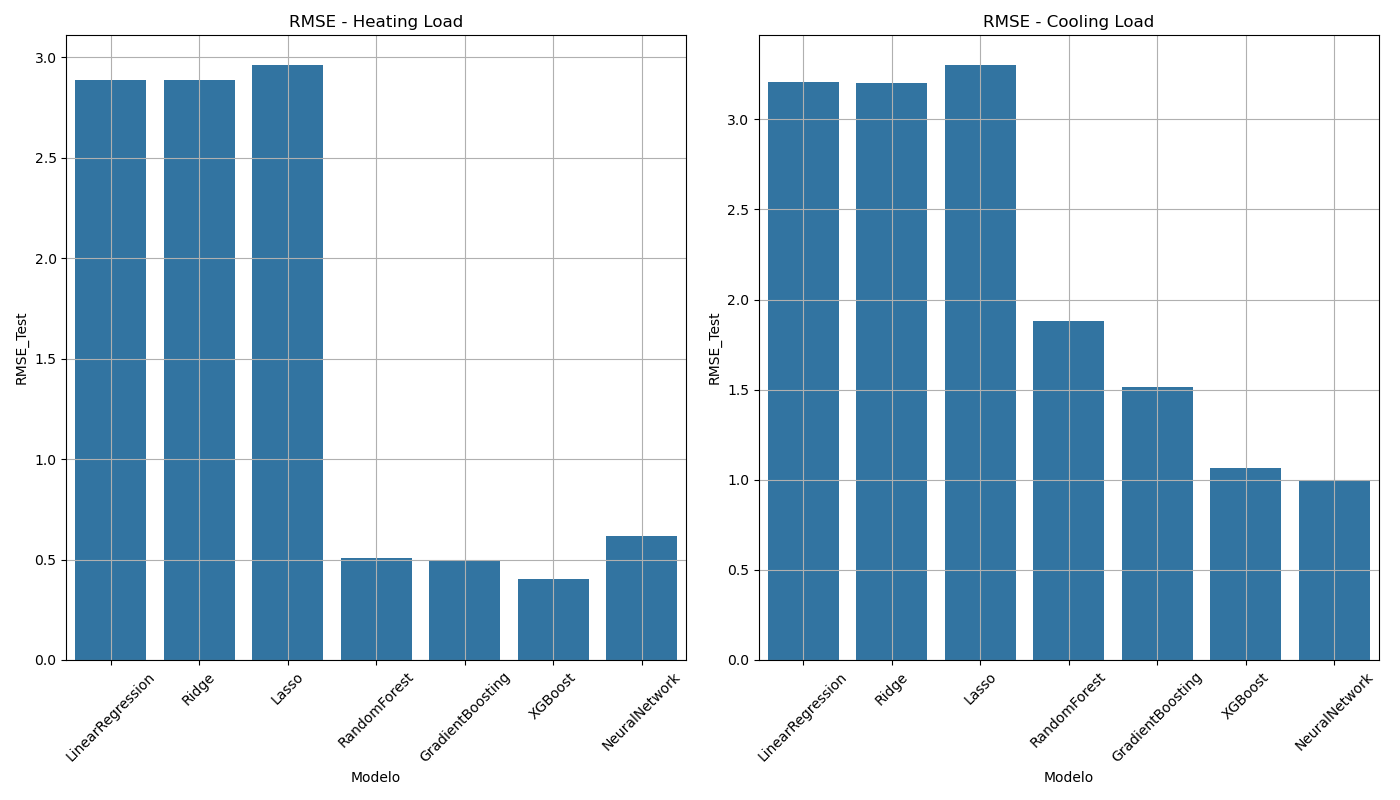 RMSE - Heating Load
RMSE_Test
3.0
2.5
2.0
1.5
1.0
0.5
0.0
LinearRegression
Ridge
Lasso
RandomForest
GradientBoosting
XGBoost
NeuralNetwork
Modelo
RMSE - Cooling Load
RMSE_Test
3.0
2.5
2.0
1.5
1.0
0.5
0.0
LinearRegression
Ridge
Lasso
RandomForest
GradientBoosting
XGBoost
NeuralNetwork
Modelo